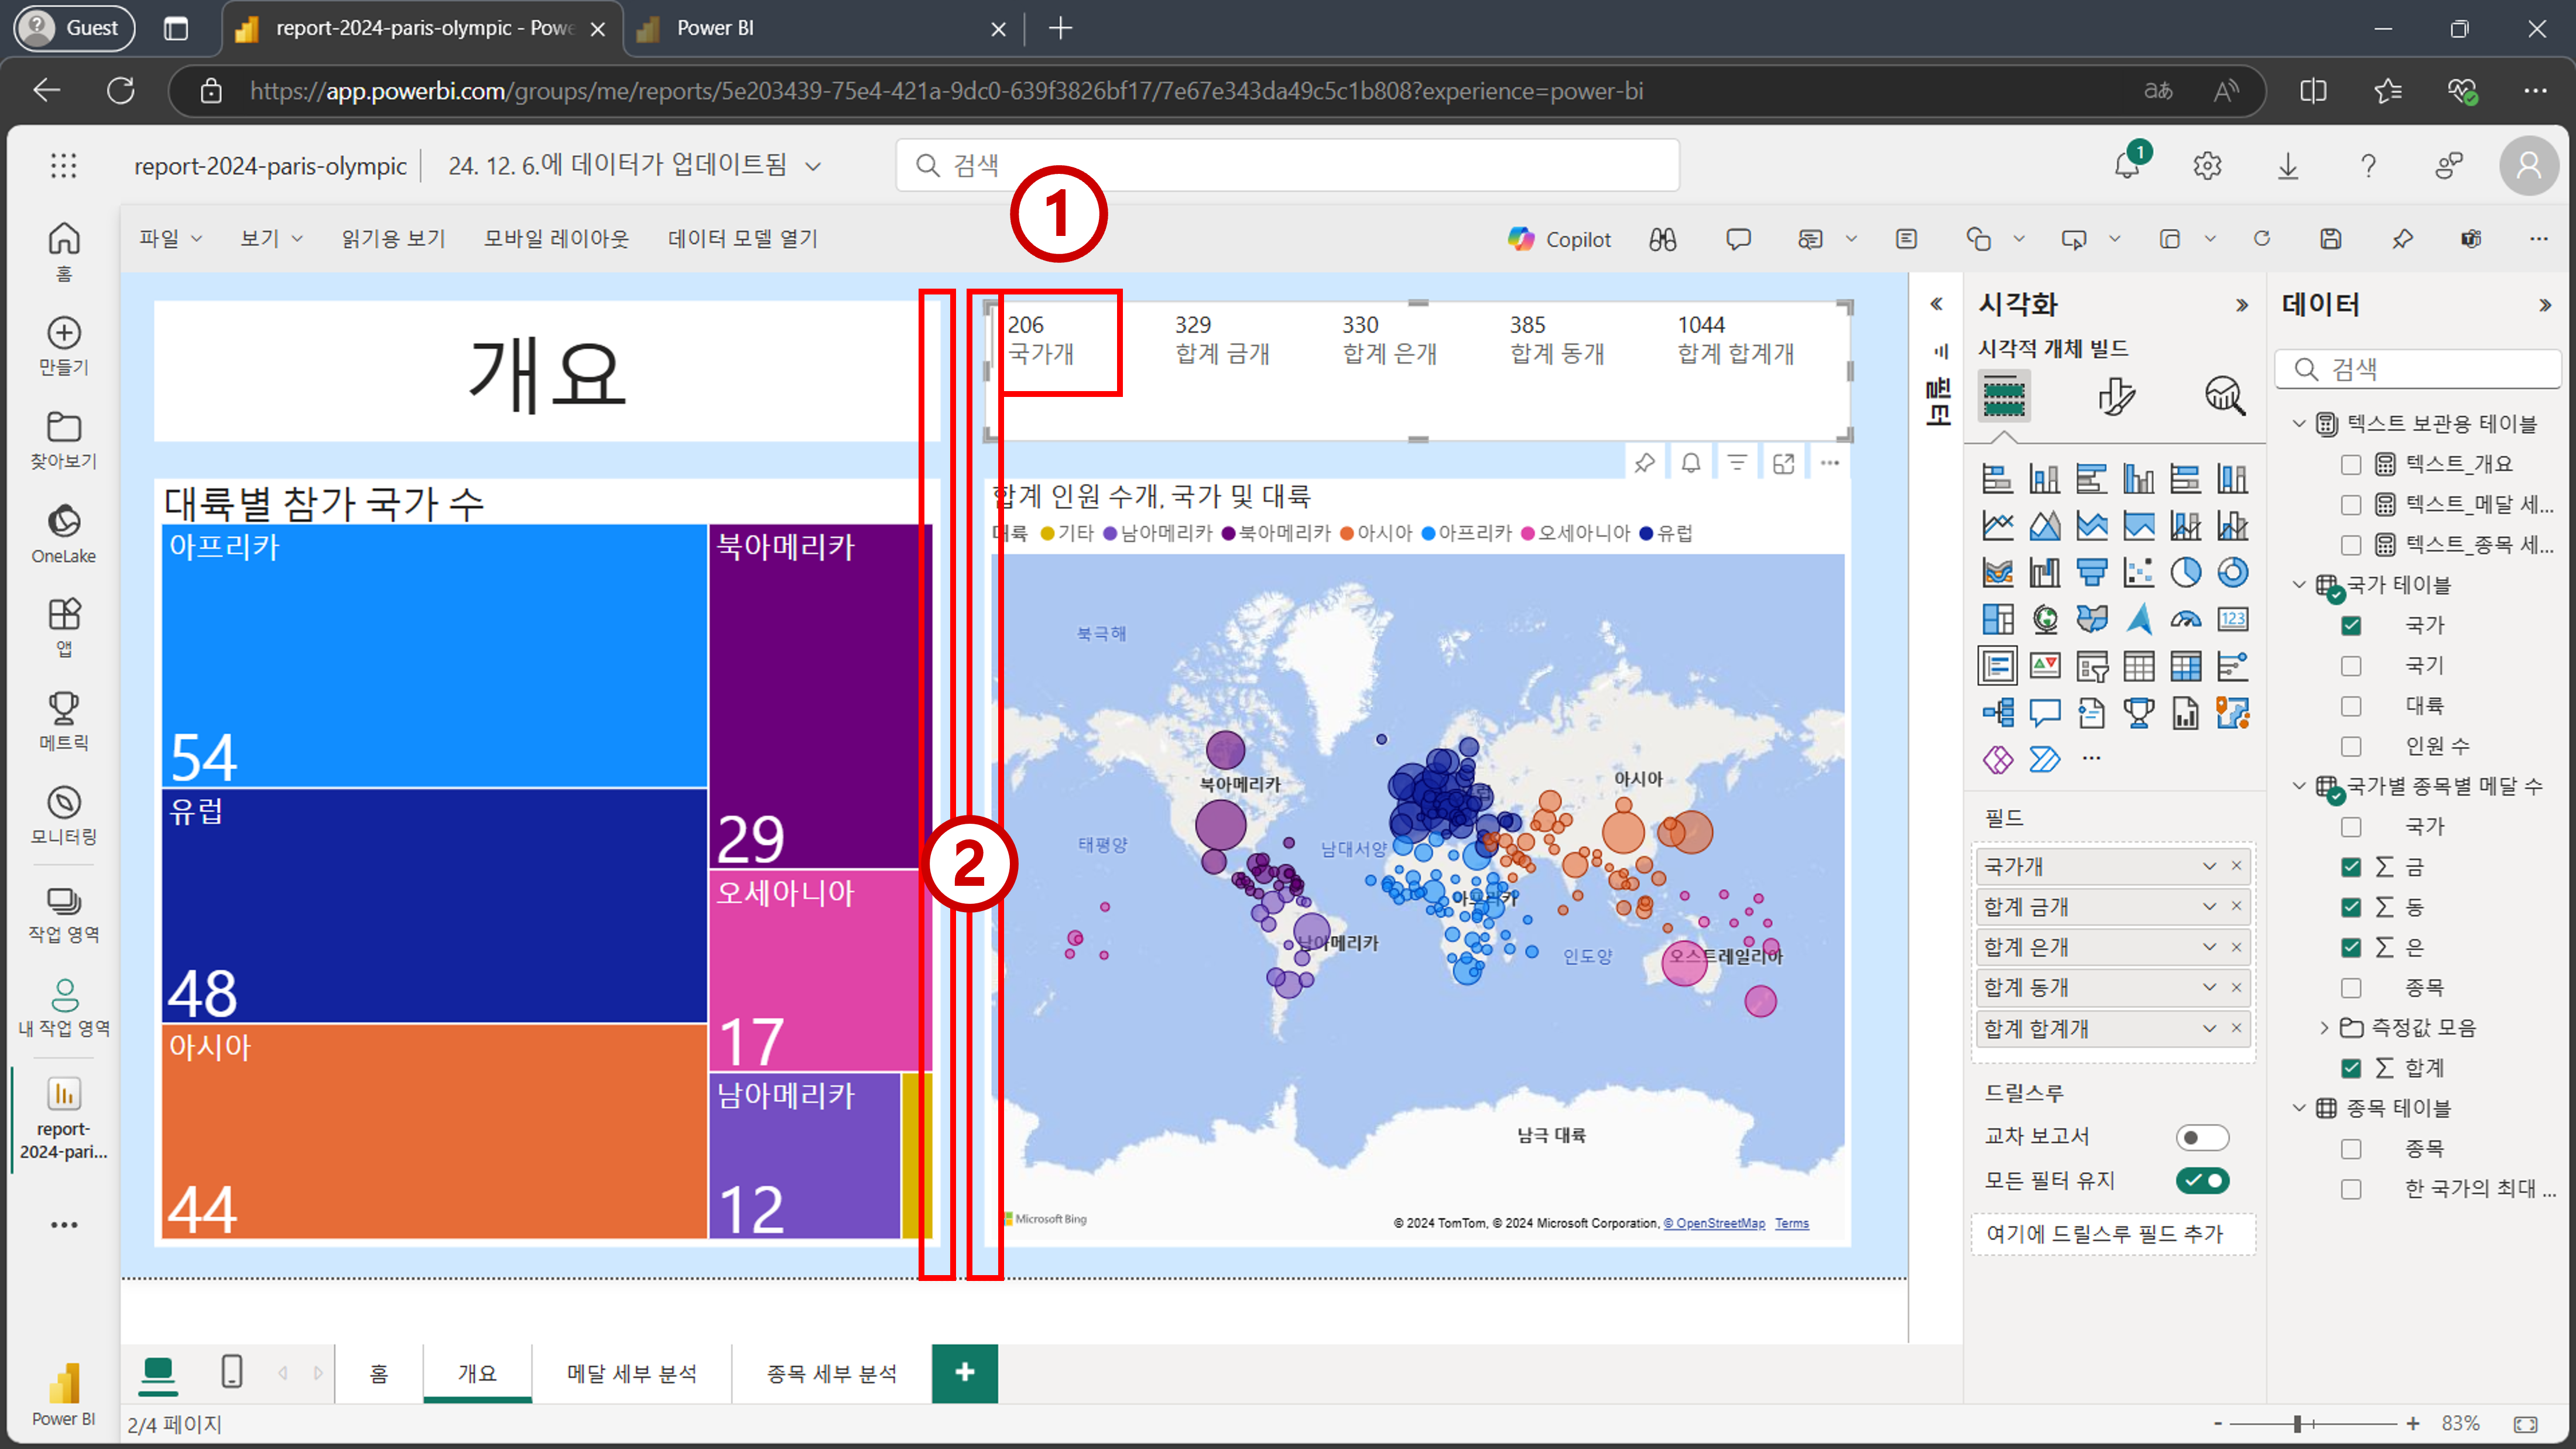 Guest
report-2024-paris-olympic - Powe
Power BI
https://app.powerbi.com/groups/me/reports/5e203439-75e4-421a-9dc0-639f3826bf17/7e67e343da49c5c1b808?experience=power-bi
report-2024-paris-olympic
24. 12. 6.에 데이터가 업데이트됨
검색
1
1
파일
보기
읽기용 보기
모바일 레이아웃
데이터 모델 열기
Copilot
홈
만들기
찾아보기
OneLake
앱
메트릭
모니터링
작업 영역
내 작업 영역
report-
2024-pari...
Power BI
개요
206
국가개
329
합계 금개
330
합계 은개
385
합계 동개
1044
합계 합계개
대륙별 참가 국가 수
아프리카
54
유럽
48
아시아
44
북아메리카
29
오세아니아
17
남아메리카
12
2
합계 인원 수개, 국가 및 대륙
대륙 기타 남아메리카 북아메리카 아시아 아프리카 오세아니아 유럽
북극해
북아메리카
아시아
태평양
남대서양
아프리카
남아메리카
인도양
오스트레일리아
남극 대륙
Microsoft Bing
© 2024 TomTom, © 2024 Microsoft Corporation, © OpenStreetMap Terms
필터
시각화
시각적 개체 빌드
123
필드
국가개
합계 금개
합계 은개
합계 동개
합계 합계개
드릴스루
교차 보고서
모든 필터 유지
여기에 드릴스루 필드 추가
데이터
검색
텍스트 보관용 테이블
텍스트_개요
텍스트_메달 세...
텍스트_종목 세...
국가 테이블
국가
국기
대륙
인원 수
국가별 종목별 메달 수
국가
금
동
은
종목
측정값 모음
합계
종목 테이블
종목
한 국가의 최대 ...
홈
개요
메달 세부 분석
종목 세부 분석
2/4 페이지
83%